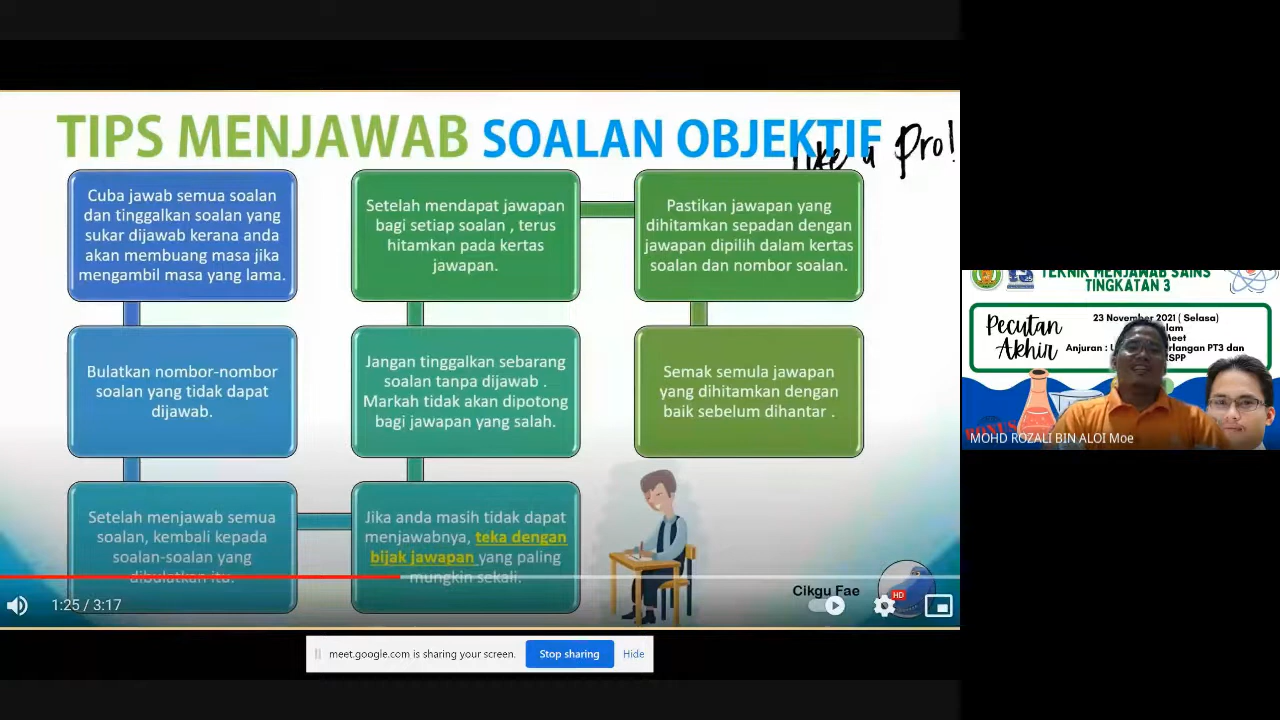 TIPS MENJAWAB SOALAN OBJEKTIF
like a Pro!
Cuba jawab semua soalan
dan tinggalkan soalan yang
sukar dijawab kerana anda
akan membuang masa jika
mengambil masa yang lama.
Bulatkan nombor-nombor
soalan yang tidak dapat
dijawab.
Setelah menjawab semua
soalan, kembali kepada
soalan-soalan yang
dibulatkan itu.
Jika anda masih tidak dapat
menjawabnya, teka dengan
bijak jawapan yang paling
mungkin sekali.
Jangan tinggalkan sebarang
soalan tanpa dijawab .
Markah tidak akan dipotong
bagi jawapan yang salah.
Setelah mendapat jawapan
bagi setiap soalan , terus
hitamkan pada kertas
jawapan.
Pastikan jawapan yang
dihitamkan sepadan dengan
jawapan dipilih dalam kertas
soalan dan nombor soalan.
Semak semula jawapan
yang dihitamkan dengan
baik sebelum dihantar .
Cikgu Fae
HD
1:25 / 3:17
meet.google.com is sharing your screen.
Stop sharing
Hide
TEKNIK MENJAWAB SAINS
TINGKATAN 3
Pecutan
Akhir
23 November 2021 ( Selasa)
Anjuran :
PT3 dan
MOHD ROZALI BIN ALOI Moe